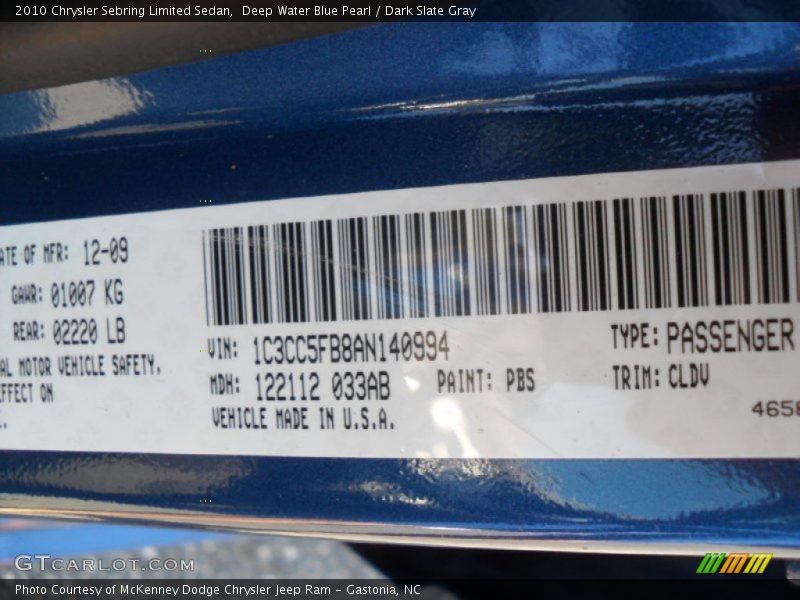 2010 Chrysler Sebring Limited Sedan,  Deep Water Blue Pearl / Dark Slate Gray
ATE OF MFR: 12-09
GAWR: 01007 KG
REAR: 02220 LB
AL MOTOR VEHICLE SAFETY.
EFFECT ON
VIN: 1C3CC5FB8AN140994
TYPE: PASSENGER
MDH: 122112 033AB
PAINT: PBS
TRIM: CLDV
VEHICLE MADE IN U.S.A.
4658
GTCARLOT.COM
Photo Courtesy of McKenney Dodge Chrysler Jeep Ram – Gastonia, NC